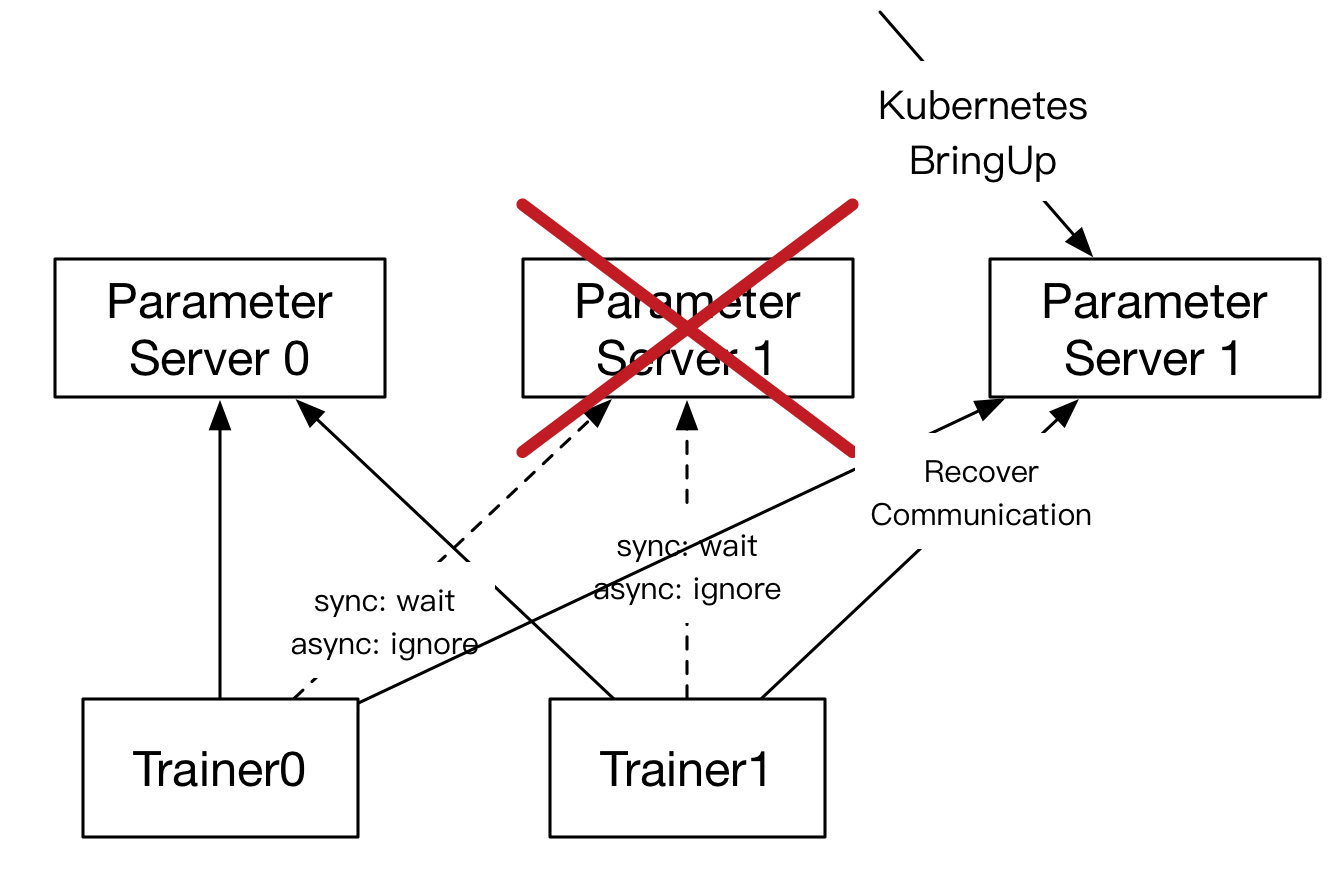 Kubernetes
BringUp
Parameter
Server 0
Parameter
Server 1
Parameter
Server 1
Recover
Communication
sync: wait
async: ignore
sync: wait
async: ignore
Trainer0
Trainer1